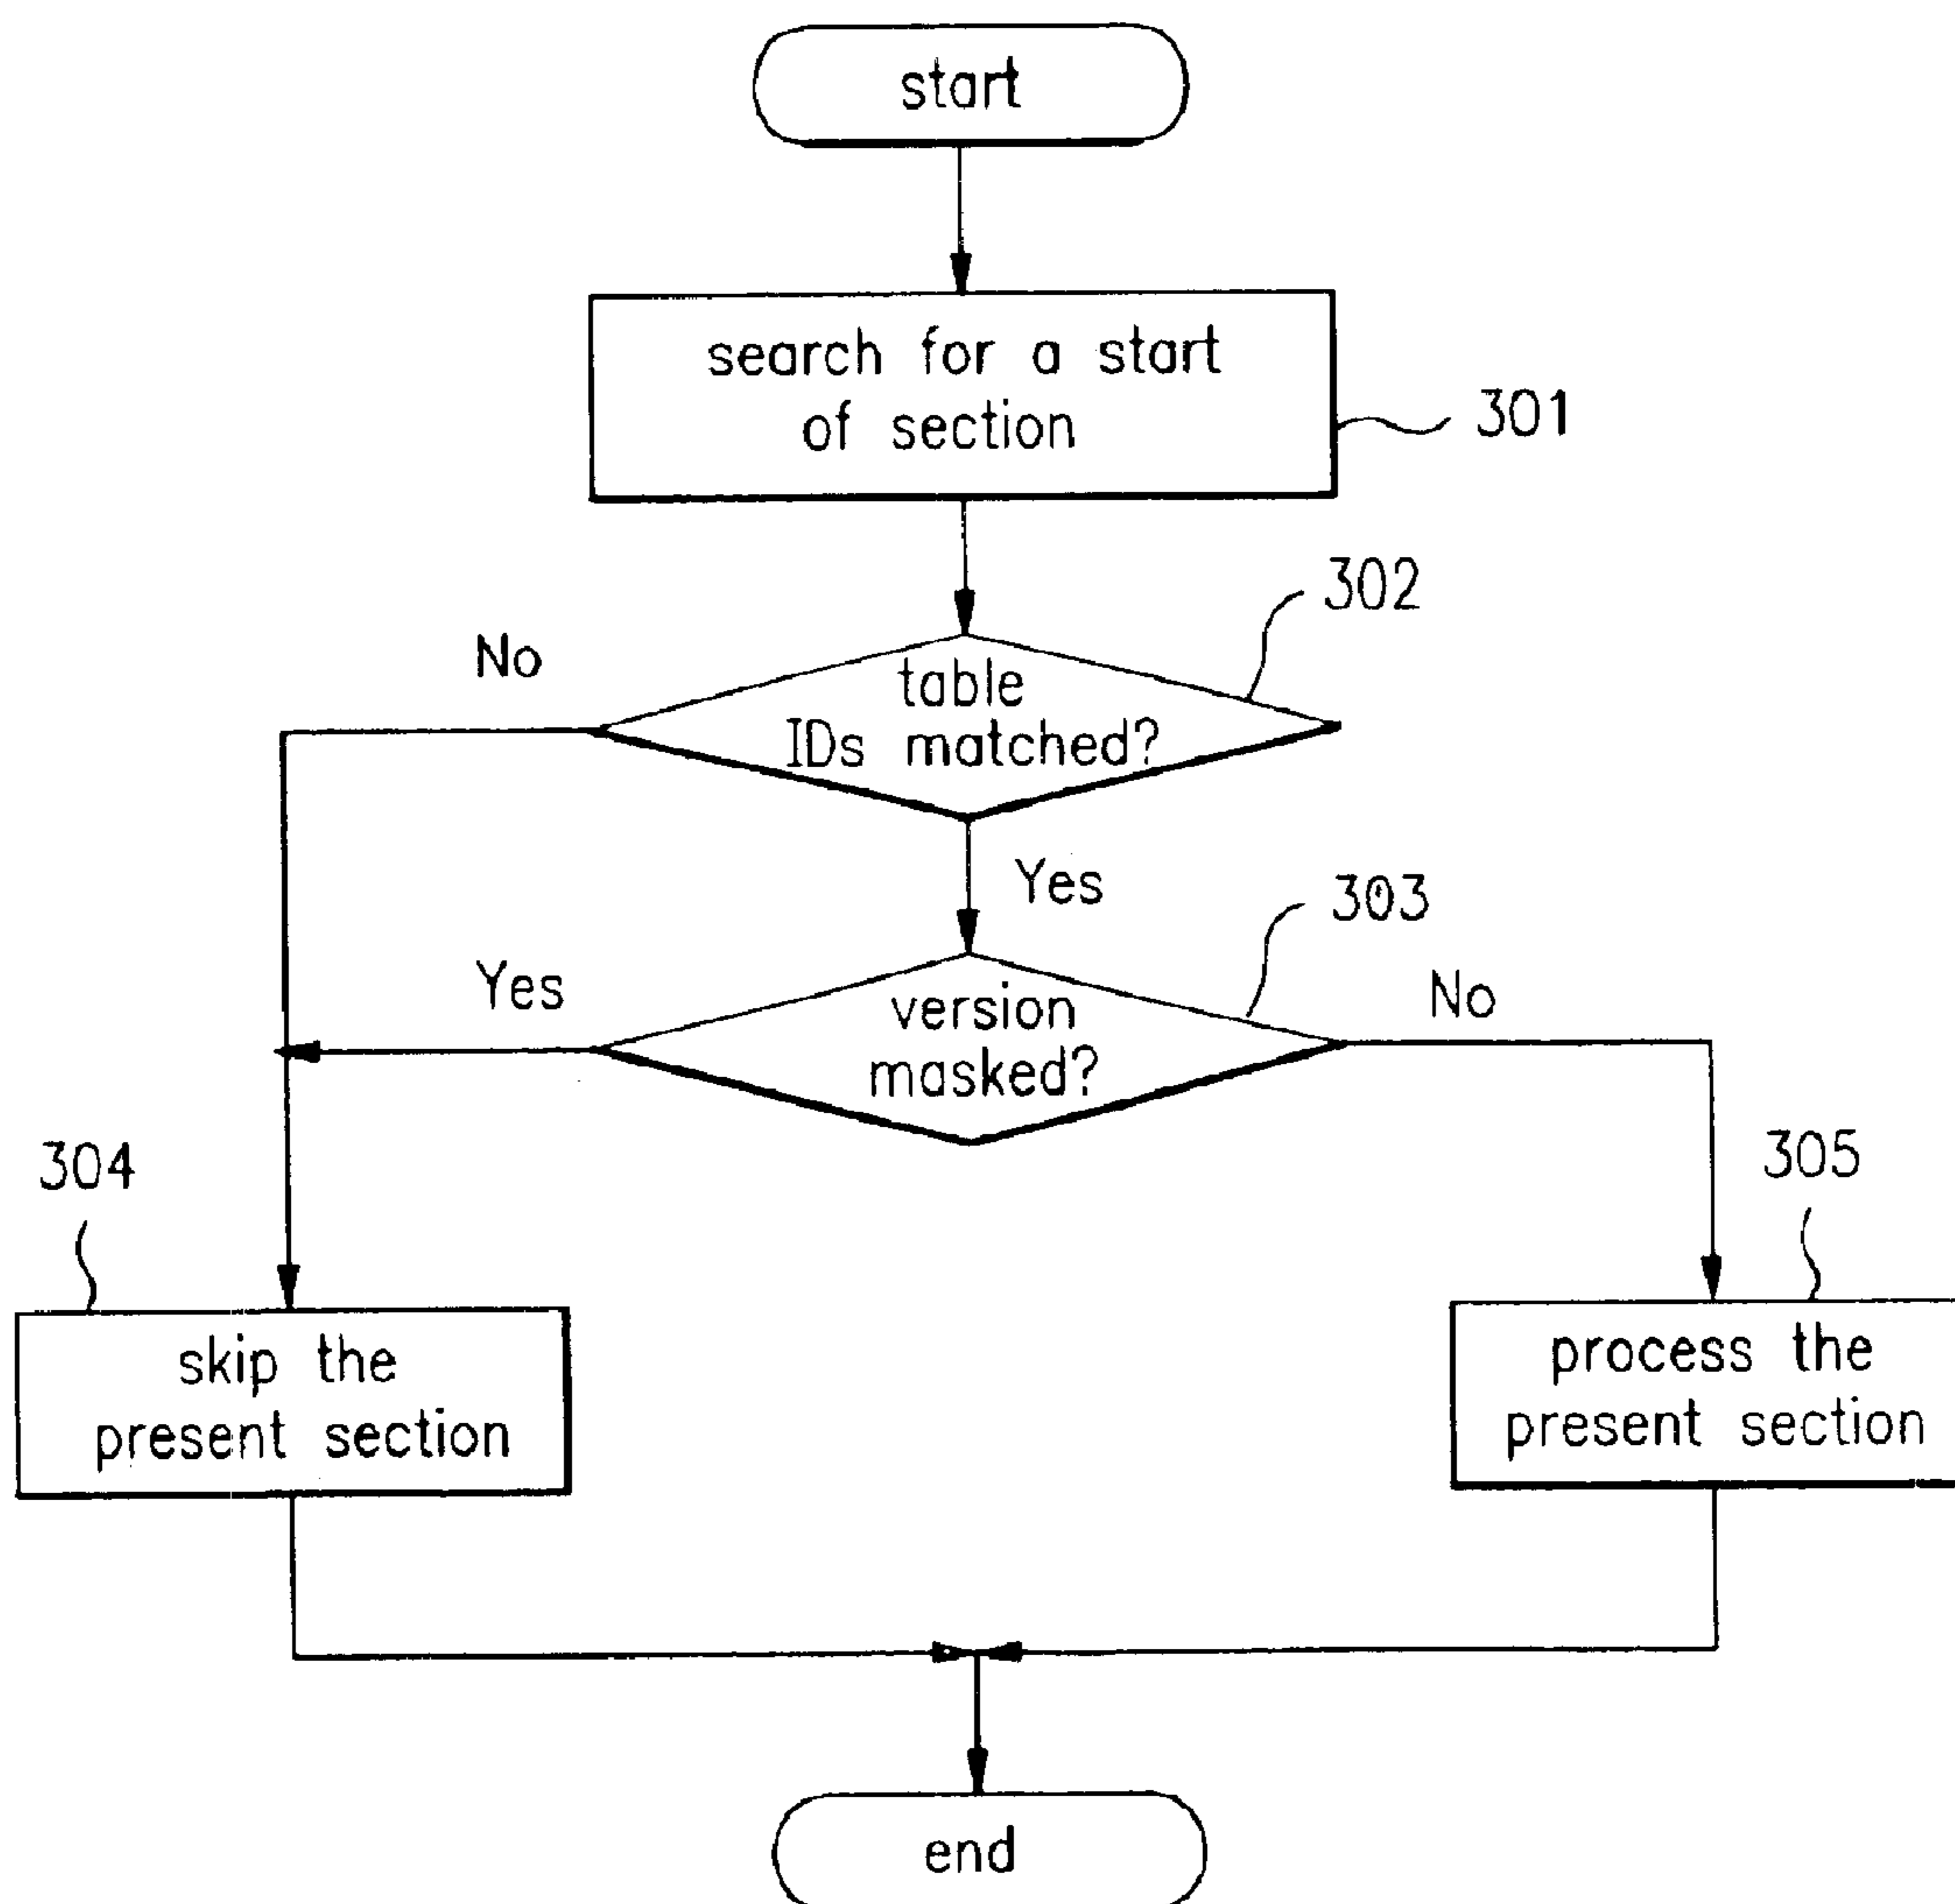 start
search for a start
of section
301
302
No
table
IDs matched?
Yes
303
Yes
version
masked?
No
304
305
skip the
present section
process the
present section
end